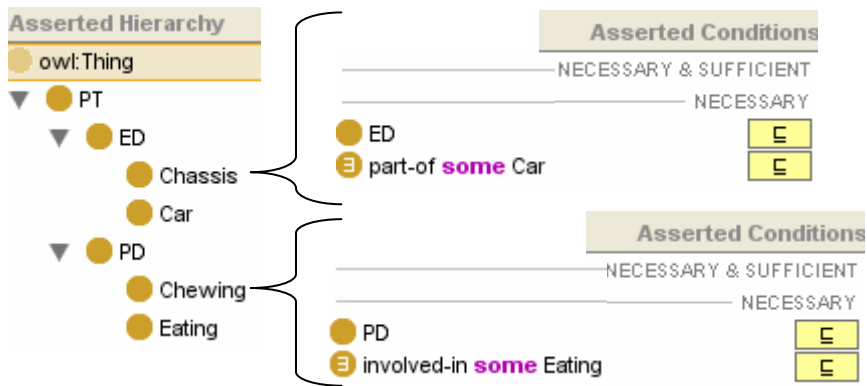 Asserted Hierarchy
owl:Thing
PT
ED
Chassis
Car
PD
Chewing
Eating
Asserted Conditions
NECESSARY & SUFFICIENT
NECESSARY
ED ⊑
∃ part-of some Car ⊑
Asserted Conditions
NECESSARY & SUFFICIENT
NECESSARY
PD ⊑
∃ involved-in some Eating ⊑